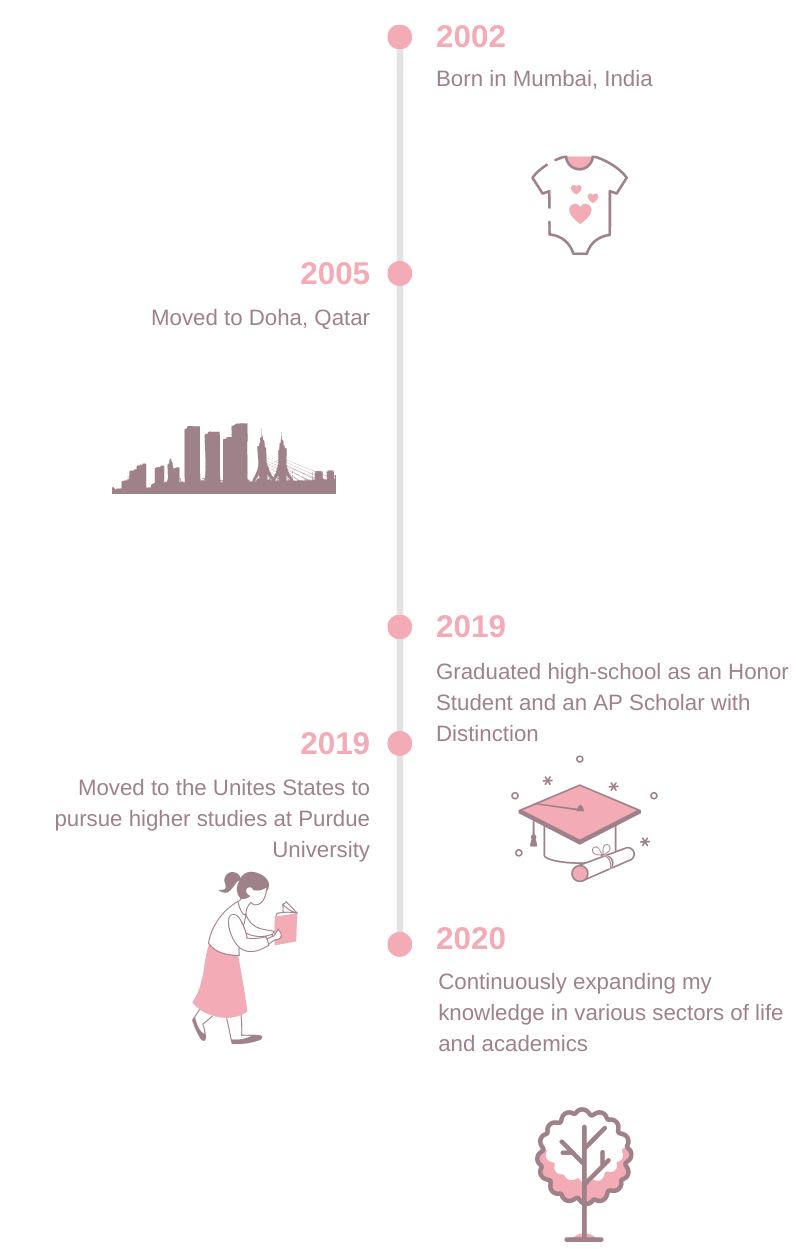 2002
Born in Mumbai, India
2005
Moved to Doha, Qatar
2019
Graduated high-school as an Honor
Student and an AP Scholar with
Distinction
2019
Moved to the Unites States to
pursue higher studies at Purdue
University
2020
Continuously expanding my
knowledge in various sectors of life
and academics